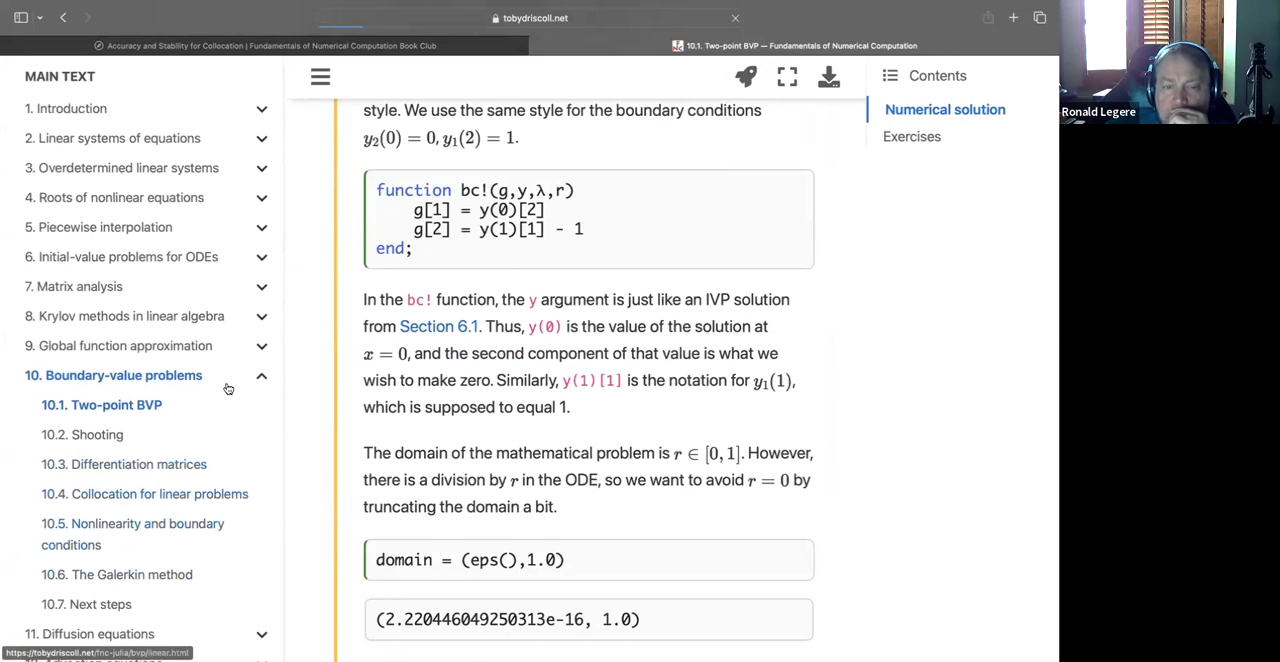 tobydriscoll.net
Accuracy and Stability for Collocation | Fundamentals of Numerical Computation Book Club
10.1. Two-point BVP — Fundamentals of Numerical Computation
MAIN TEXT
1. Introduction
2. Linear systems of equations
3. Overdetermined linear systems
4. Roots of nonlinear equations
5. Piecewise interpolation
6. Initial-value problems for ODEs
7. Matrix analysis
8. Krylov methods in linear algebra
9. Global function approximation
10. Boundary-value problems
10.1. Two-point BVP
10.2. Shooting
10.3. Differentiation matrices
10.4. Collocation for linear problems
10.5. Nonlinearity and boundary
conditions
10.6. The Galerkin method
10.7. Next steps
11. Diffusion equations
https://tobydriscoll.net/fnc-julia/bvp/linear.html
style. We use the same style for the boundary conditions
y₂(0) = 0, y₁(2) = 1.
function bc!(g,y,λ,r)
g[1] = y(0)[2]
g[2] = y(1)[1] - 1
end;
In the bc! function, the y argument is just like an IVP solution
from Section 6.1. Thus, y(0) is the value of the solution at
x = 0, and the second component of that value is what we
wish to make zero. Similarly, y(1)[1] is the notation for y₁(1),
which is supposed to equal 1.
The domain of the mathematical problem is r ∈ [0, 1]. However,
there is a division by r in the ODE, so we want to avoid r = 0 by
truncating the domain a bit.
domain = (eps(),1.0)
(2.220446049250313e-16, 1.0)
Contents
Numerical solution
Exercises
Ronald Legere